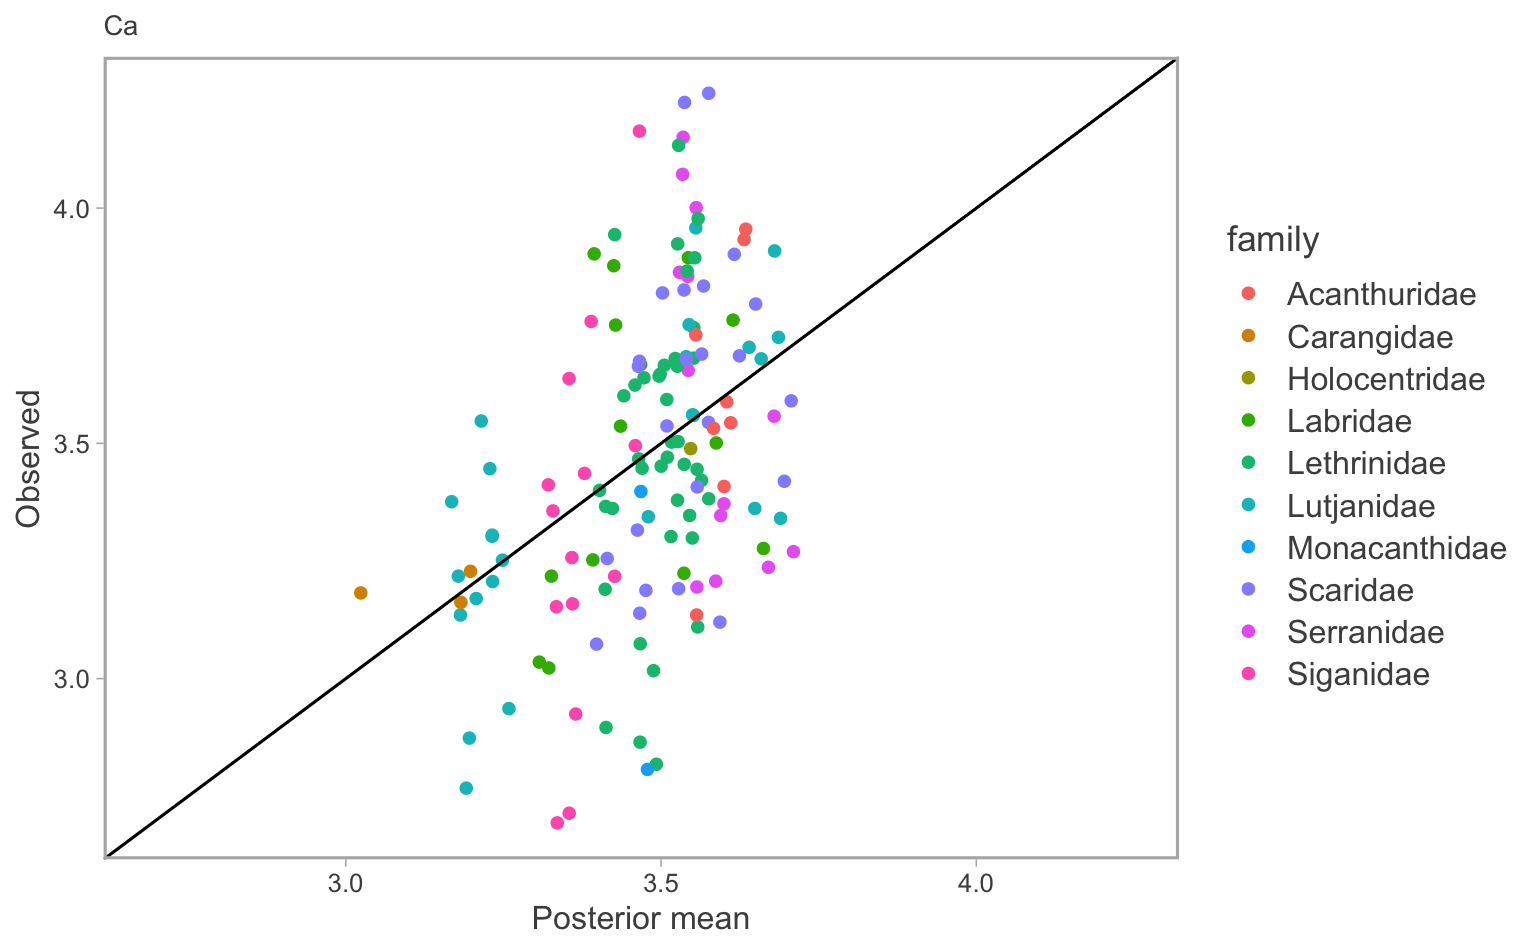 Ca
Observed
4.0
3.5
3.0
3.0
3.5
4.0
Posterior mean
family
Acanthuridae
Carangidae
Holocentridae
Labridae
Lethrinidae
Lutjanidae
Monacanthidae
Scaridae
Serranidae
Siganidae